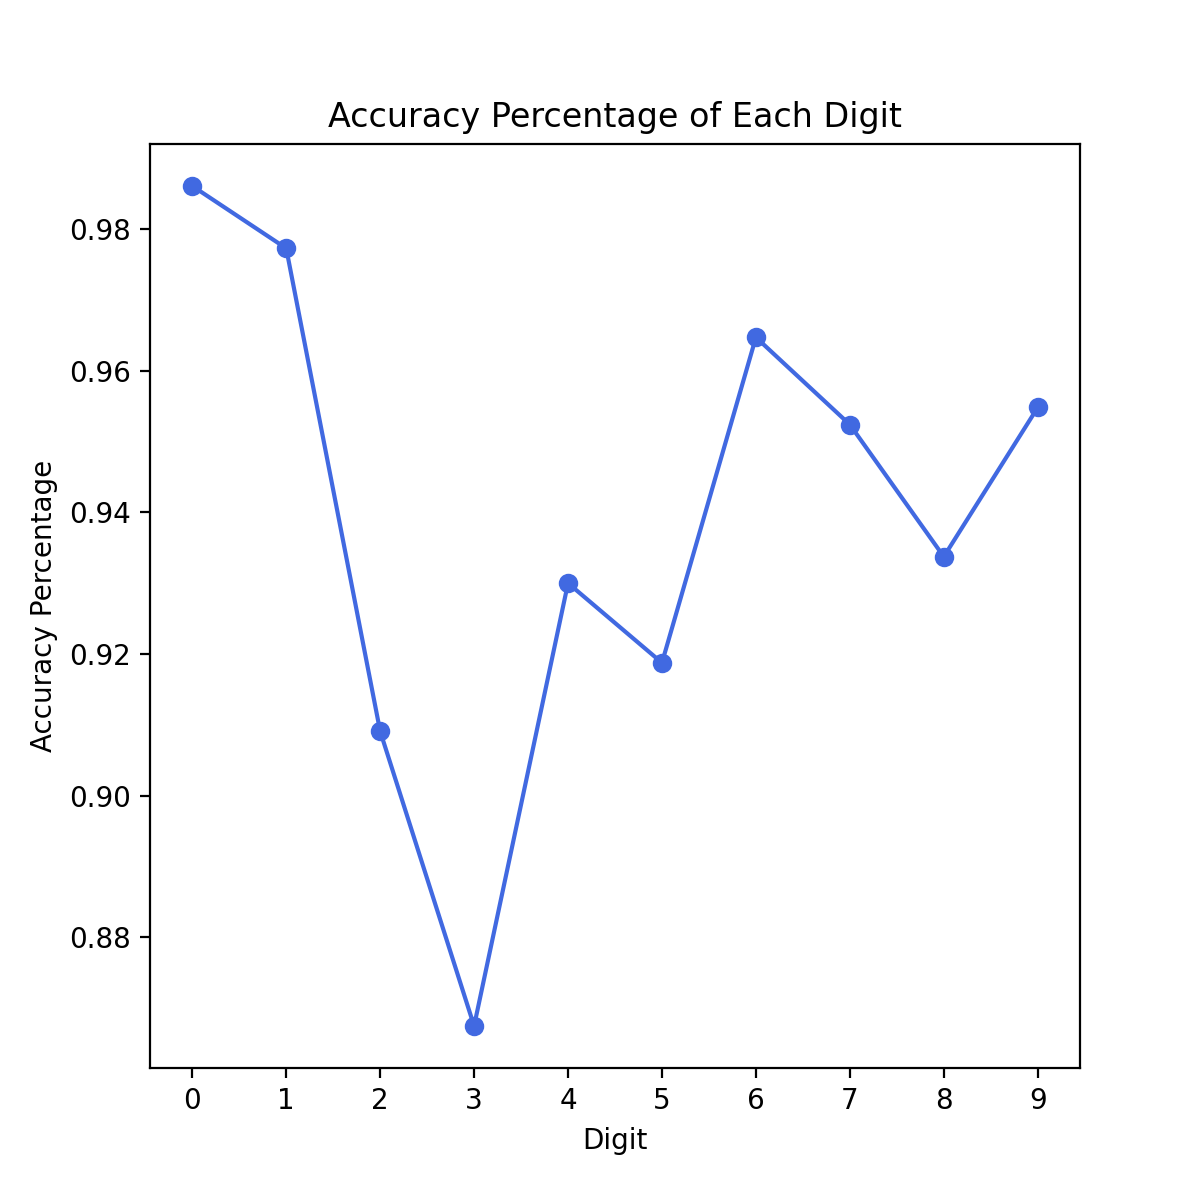 Accuracy Percentage of Each Digit
Accuracy Percentage
0.98
0.96
0.94
0.92
0.90
0.88
0 1 2 3 4 5 6 7 8 9
Digit